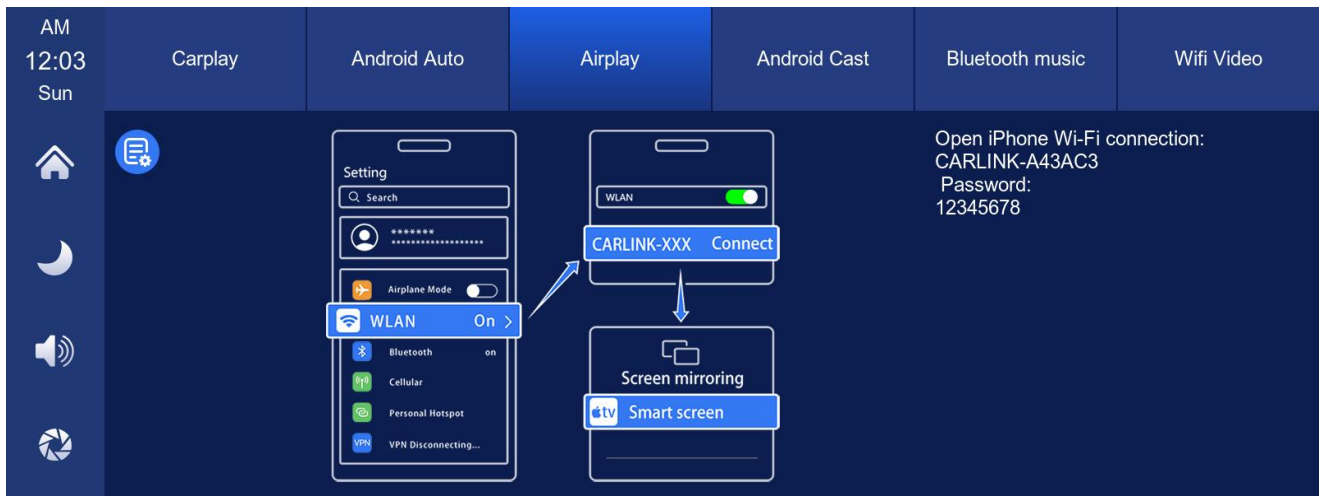 AM
12:03
Sun
Carplay
Android Auto
Airplay
Android Cast
Bluetooth music
Wifi Video
Setting
Search
*******
*******************
Airplane Mode
WLAN On >
Bluetooth on
Cellular
Personal Hotspot
VPN VPN Disconnecting...
WLAN
CARLINK-XXX Connect
Screen mirroring
tv Smart screen
Open iPhone Wi-Fi connection:
CARLINK-A43AC3
Password:
12345678